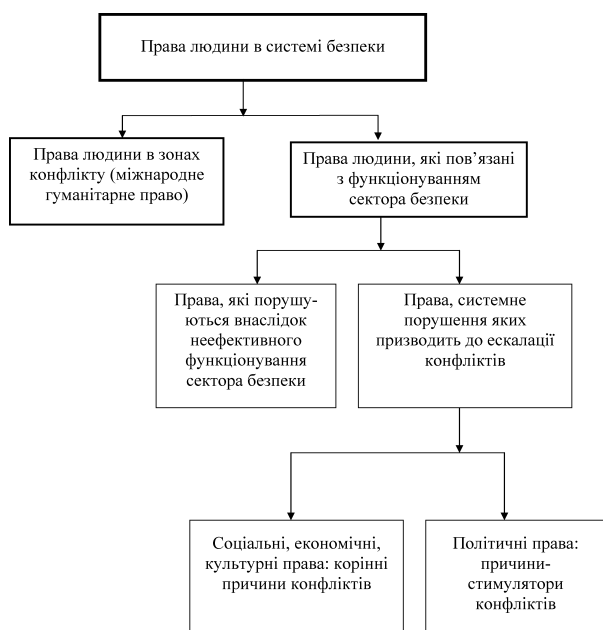 Права людини в системі безпеки
Права людини в зонах
конфлікту (міжнародне
гуманітарне право)
Права людини, які пов’язані
з функціонуванням
сектора безпеки
Права, які порушу-
ються внаслідок
неефективного
функціонування
сектора безпеки
Права, системне
порушення яких
призводить до ескалації
конфліктів
Соціальні, економічні,
культурні права: корінні
причини конфліктів
Політичні права:
причини-
стимулятори
конфліктів